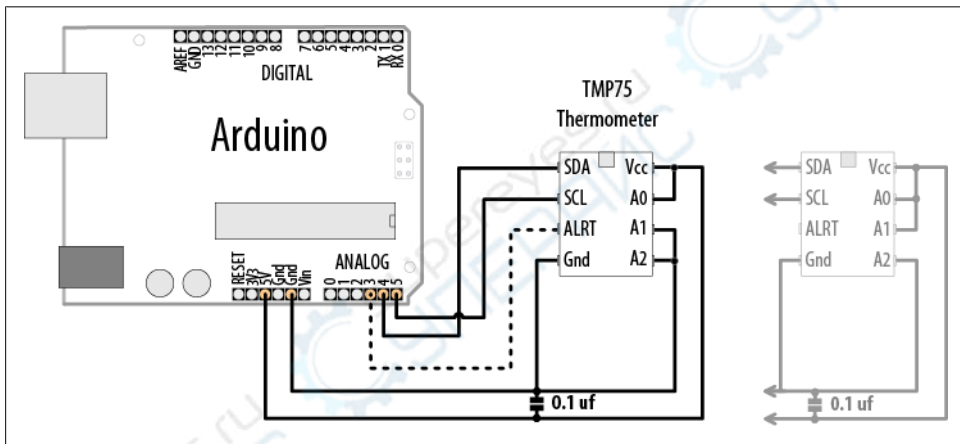 AREF
GND
13
12
11
10
9
8
7
6
5
4
3
2
TX 1
RX 0
DIGITAL
Arduino
TMP75
Thermometer
SDA
SCL
ALRT
Gnd
Vcc
A0
A1
A2
SDA
SCL
ALRT
Gnd
Vcc
A0
A1
A2
RESET
3V3
5V
Gnd
Gnd
Vin
ANALOG
0
1
2
3
4
5
0.1 uf
0.1 uf